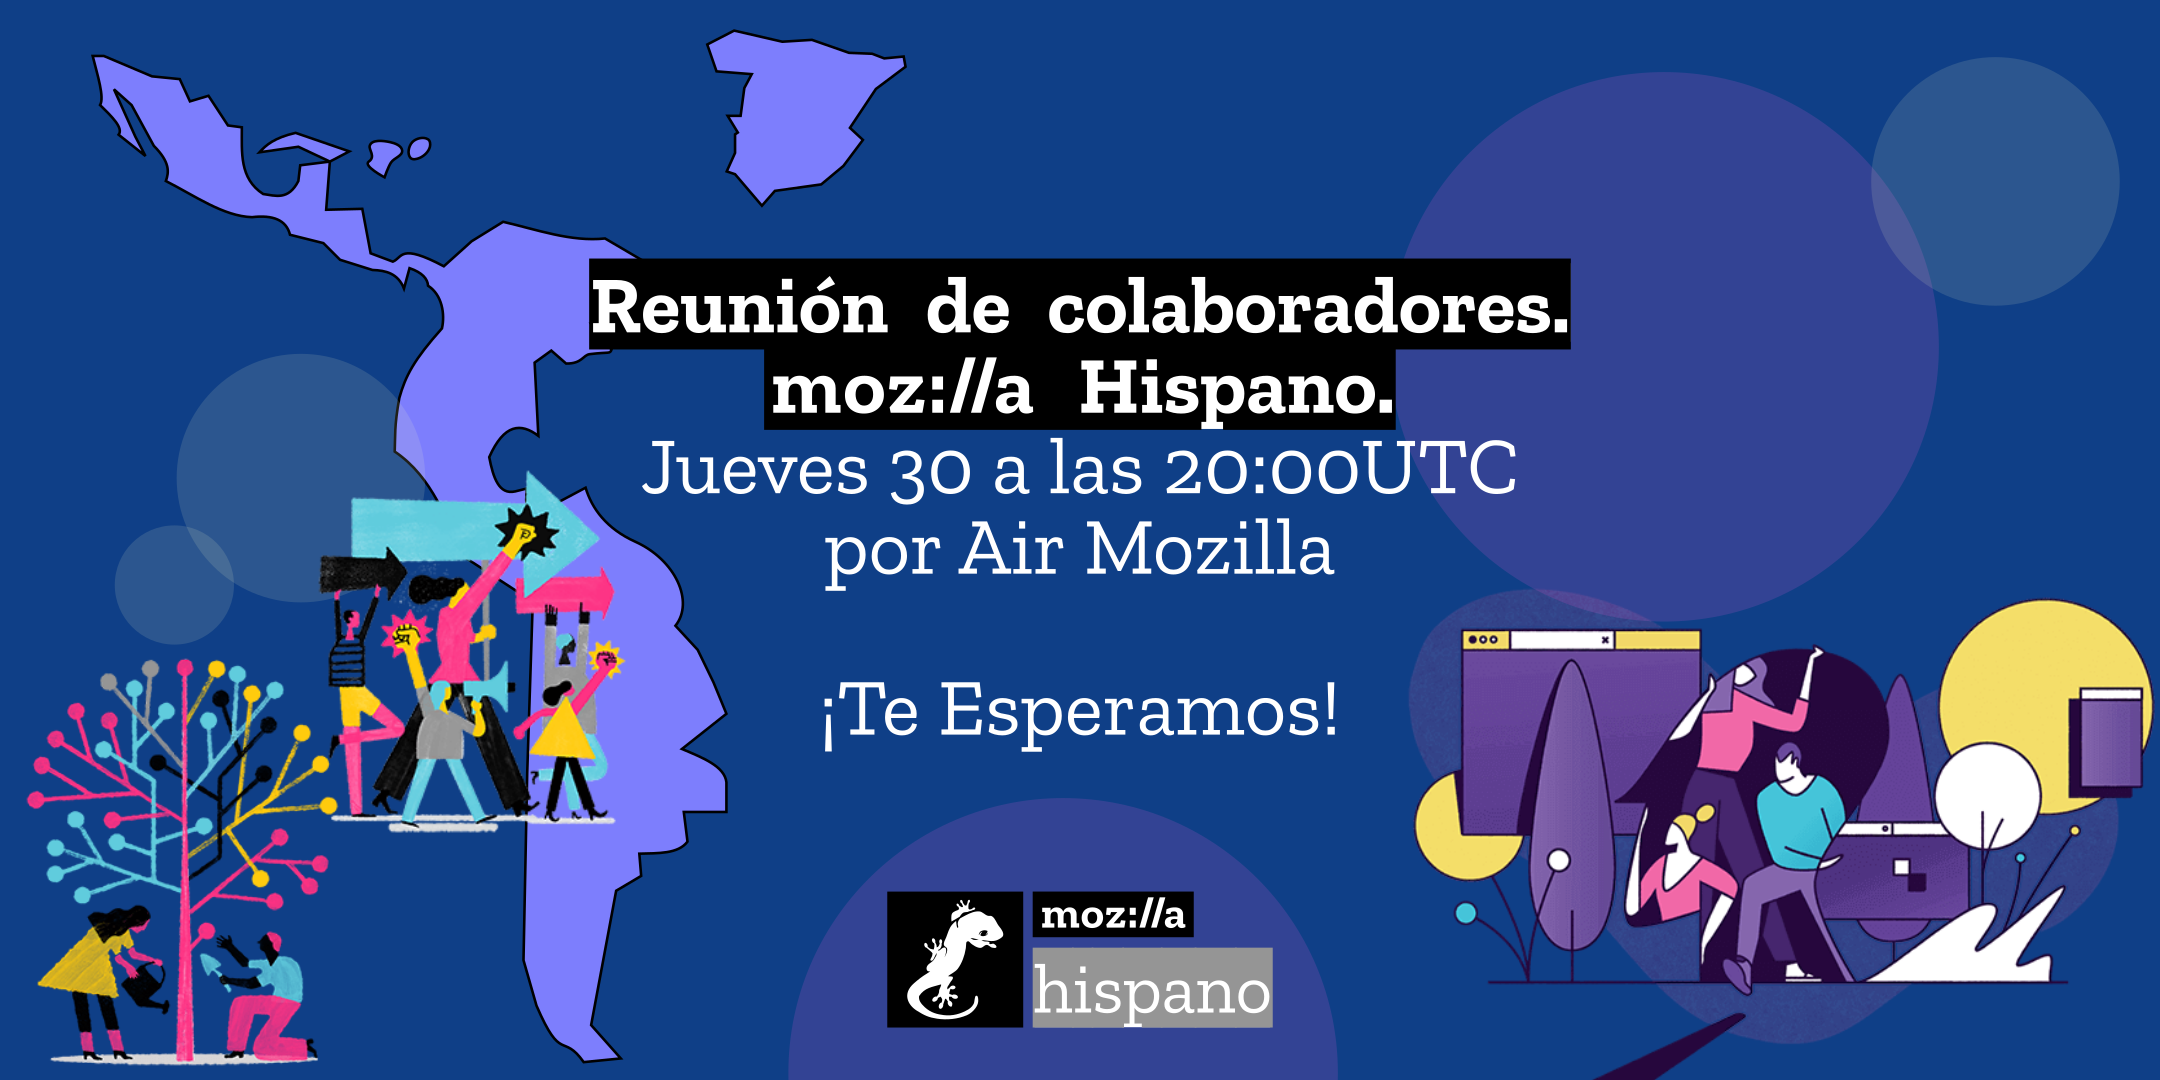 Reunión de colaboradores.
moz://a Hispano.
Jueves 30 a las 20:00UTC
por Air Mozilla
¡Te Esperamos!
moz://a
hispano